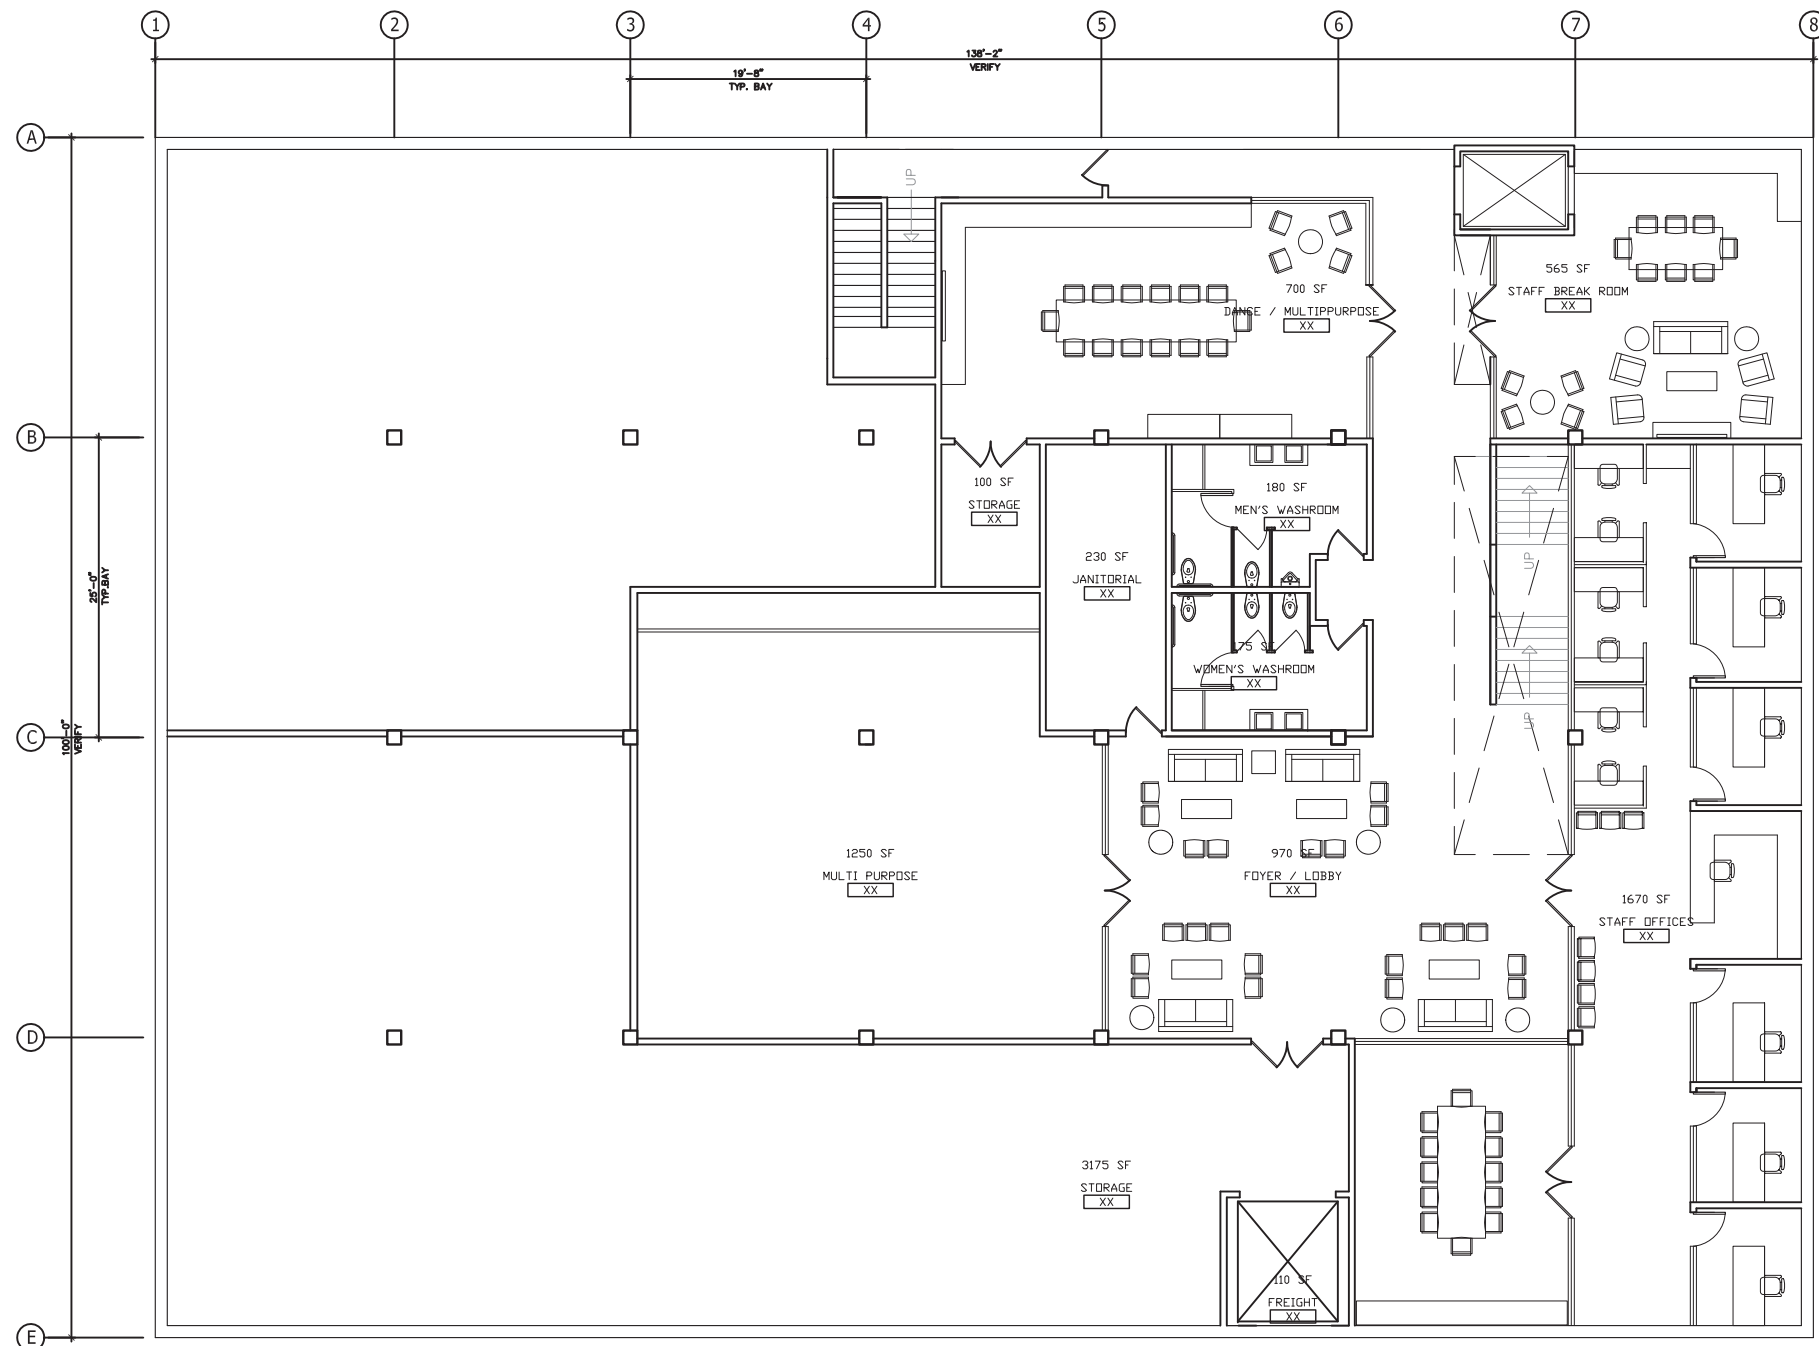 1
2
3
4
5
6
7
8
138'-2"
VERIFY
19'-8"
TYP. BAY
A
B
C
D
E
25'-0"
TYP.BAY
100'-0"
VERIFY
UP
700 SF
DANCE / MULTIPPURPOSE
XX
565 SF
STAFF BREAK ROOM
XX
100 SF
STORAGE
XX
180 SF
MEN'S WASHROOM
XX
230 SF
JANITORIAL
XX
175 SF
WOMEN'S WASHROOM
XX
UP
UP
1250 SF
MULTI PURPOSE
XX
970 SF
FOYER / LOBBY
XX
1670 SF
STAFF OFFICES
XX
3175 SF
STORAGE
XX
110 SF
FREIGHT
XX